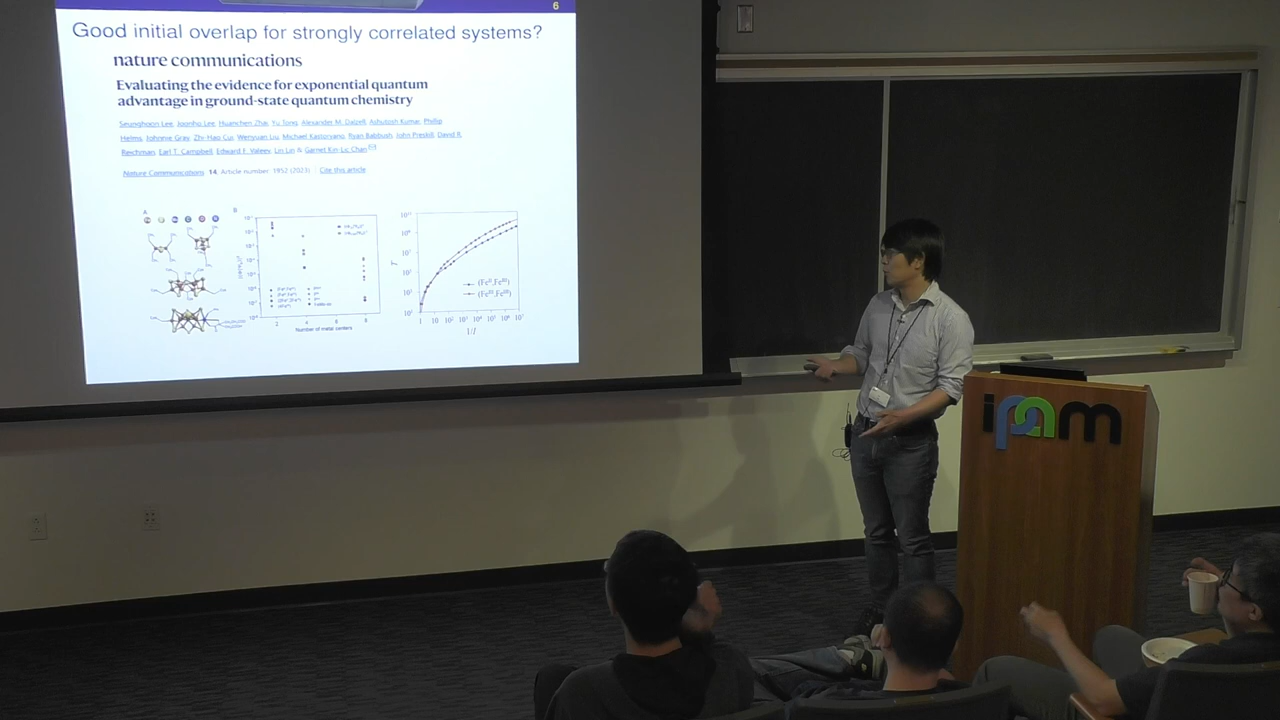 6
Good initial overlap for strongly correlated systems?
nature communications
Evaluating the evidence for exponential quantum
advantage in ground-state quantum chemistry
Seunghoon Lee, Joonho Lee, Huanchen Zhai, Yu Tong, Alexander M. Dalzell, Ashutosh Kumar, Phillip
Helms, Johnnie Gray, Zhi-Hao Cui, Wenyuan Liu, Michael Kastoryano, Ryan Babbush, John Preskill, David R.
Reichman, Earl T. Campbell, Edward F. Valeev, Lin Lin & Garnet Kin-Lic Chan
Nature Communications 14, Article number: 1952 (2023) Cite this article
A
B
Number of metal centers
2
4
6
8
T
1/I
ipam